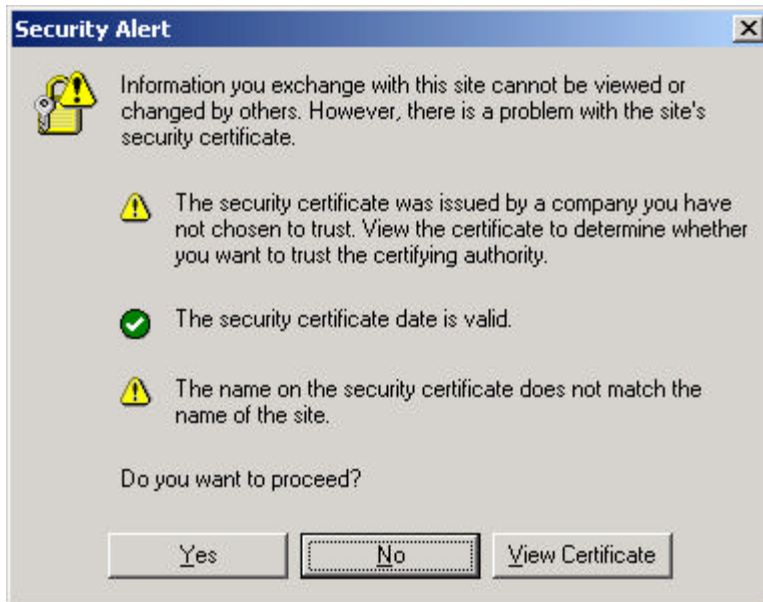 Security Alert
Information you exchange with this site cannot be viewed or
changed by others. However, there is a problem with the site's
security certificate.
The security certificate was issued by a company you have
not chosen to trust. View the certificate to determine whether
you want to trust the certifying authority.
The security certificate date is valid.
The name on the security certificate does not match the
name of the site.
Do you want to proceed?
Yes No View Certificate